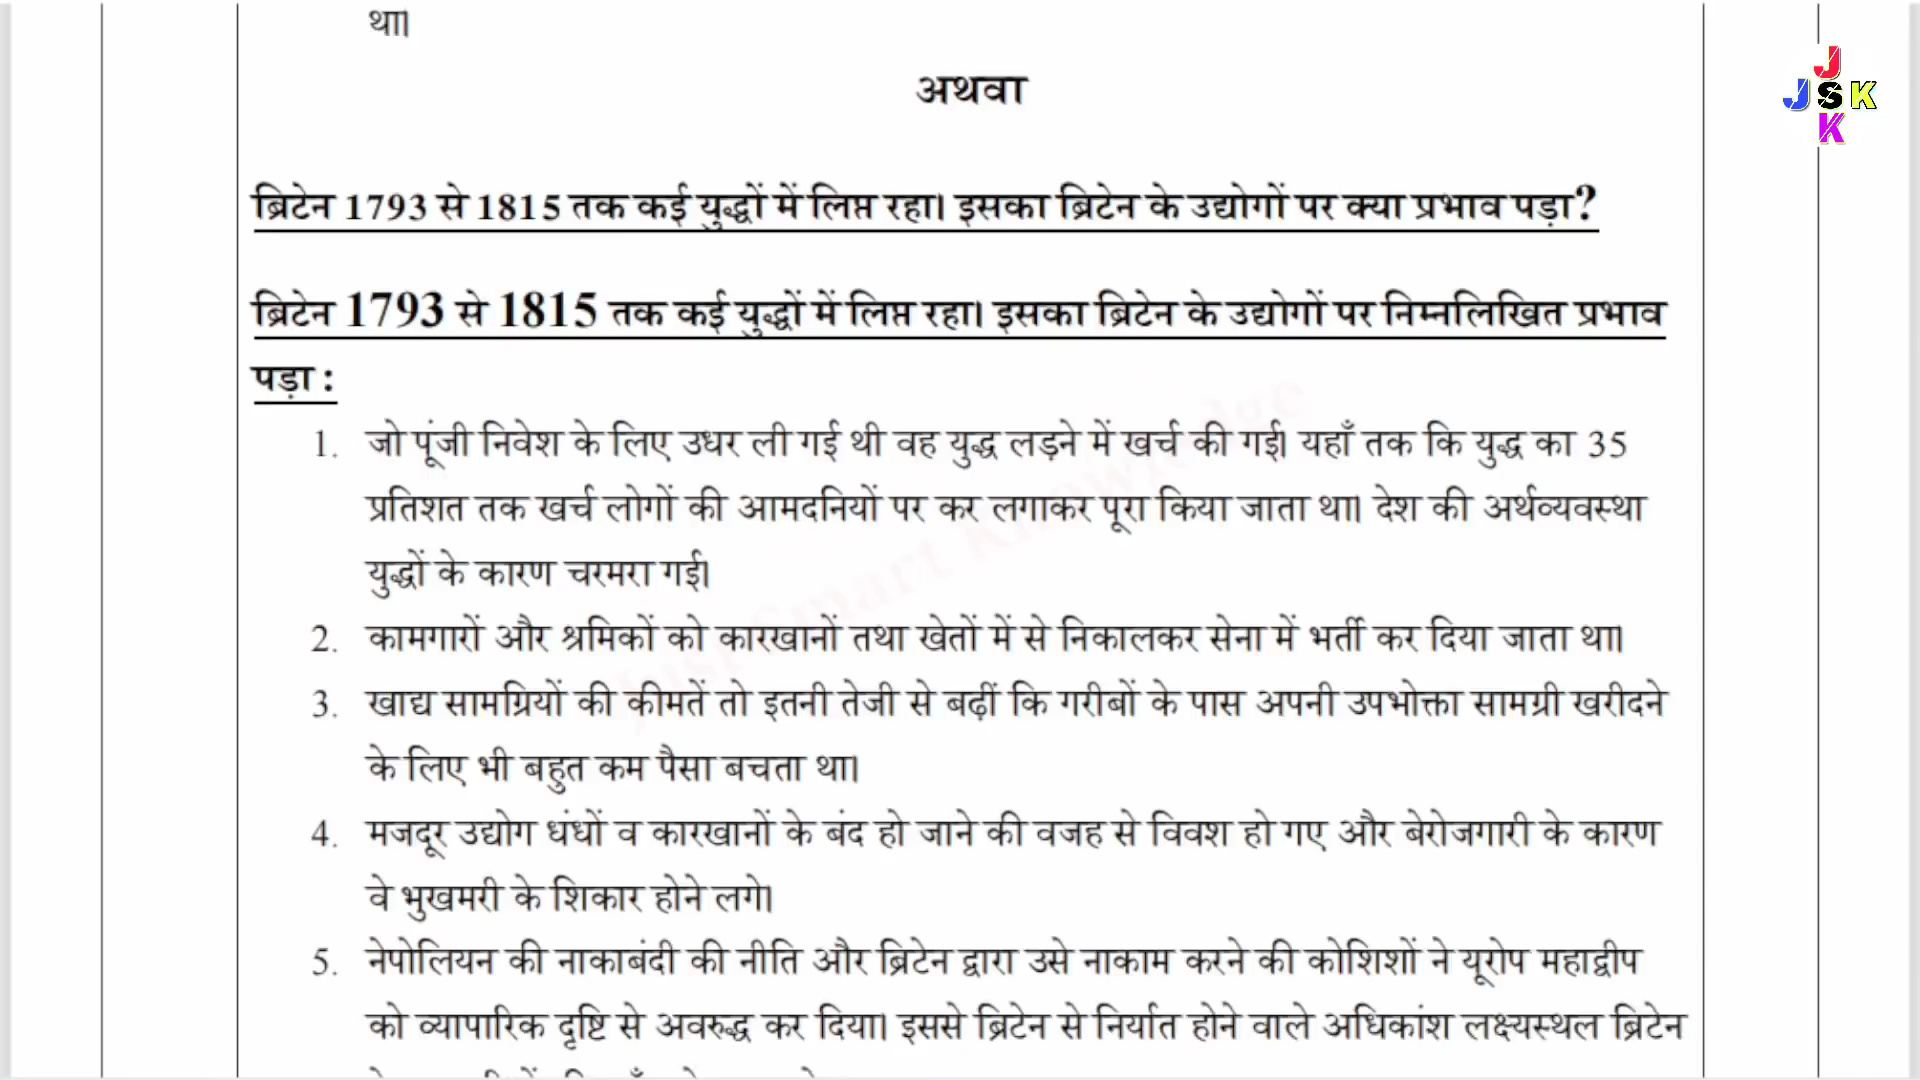 था।
अथवा
J
J S K
K
ब्रिटेन 1793 से 1815 तक कई युद्धों में लिप्त रहा। इसका ब्रिटेन के उद्योगों पर क्या प्रभाव पड़ा?
ब्रिटेन 1793 से 1815 तक कई युद्धों में लिप्त रहा। इसका ब्रिटेन के उद्योगों पर निम्नलिखित प्रभाव
पड़ा :
1. जो पूंजी निवेश के लिए उधर ली गई थी वह युद्ध लड़ने में खर्च की गई। यहाँ तक कि युद्ध का 35
प्रतिशत तक खर्च लोगों की आमदनियों पर कर लगाकर पूरा किया जाता था। देश की अर्थव्यवस्था
युद्धों के कारण चरमरा गई।
2. कामगारों और श्रमिकों को कारखानों तथा खेतों में से निकालकर सेना में भर्ती कर दिया जाता था।
3. खाद्य सामग्रियों की कीमतें तो इतनी तेजी से बढ़ीं कि गरीबों के पास अपनी उपभोक्ता सामग्री खरीदने
के लिए भी बहुत कम पैसा बचता था।
4. मजदूर उद्योग धंधों व कारखानों के बंद हो जाने की वजह से विवश हो गए और बेरोजगारी के कारण
वे भुखमरी के शिकार होने लगे।
5. नेपोलियन की नाकाबंदी की नीति और ब्रिटेन द्वारा उसे नाकाम करने की कोशिशों ने यूरोप महाद्वीप
को व्यापारिक दृष्टि से अवरुद्ध कर दिया। इससे ब्रिटेन से निर्यात होने वाले अधिकांश लक्ष्यस्थल ब्रिटेन
Just Smart Knowledge